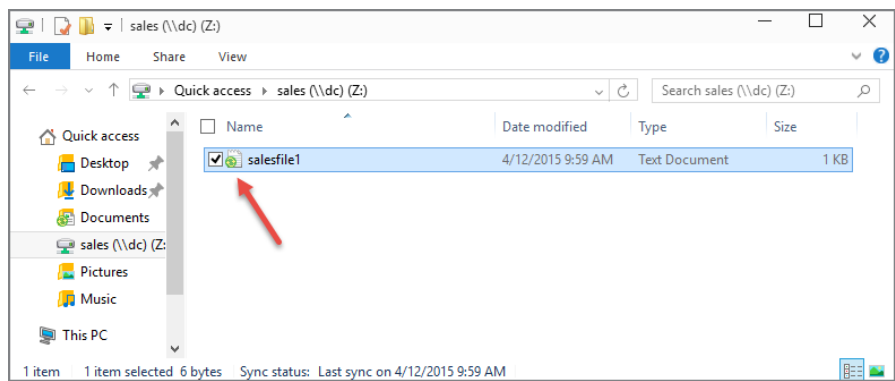 sales (\\dc) (Z:)
File Home Share View
Quick access sales (\\dc) (Z:) Search sales (\\dc) (Z:)
Name Date modified Type Size
Quick access
salesfile1 4/12/2015 9:59 AM Text Document 1 KB
Desktop
Downloads
Documents
sales (\\dc) (Z:
Pictures
Music
This PC
1 item 1 item selected 6 bytes Sync status: Last sync on 4/12/2015 9:59 AM